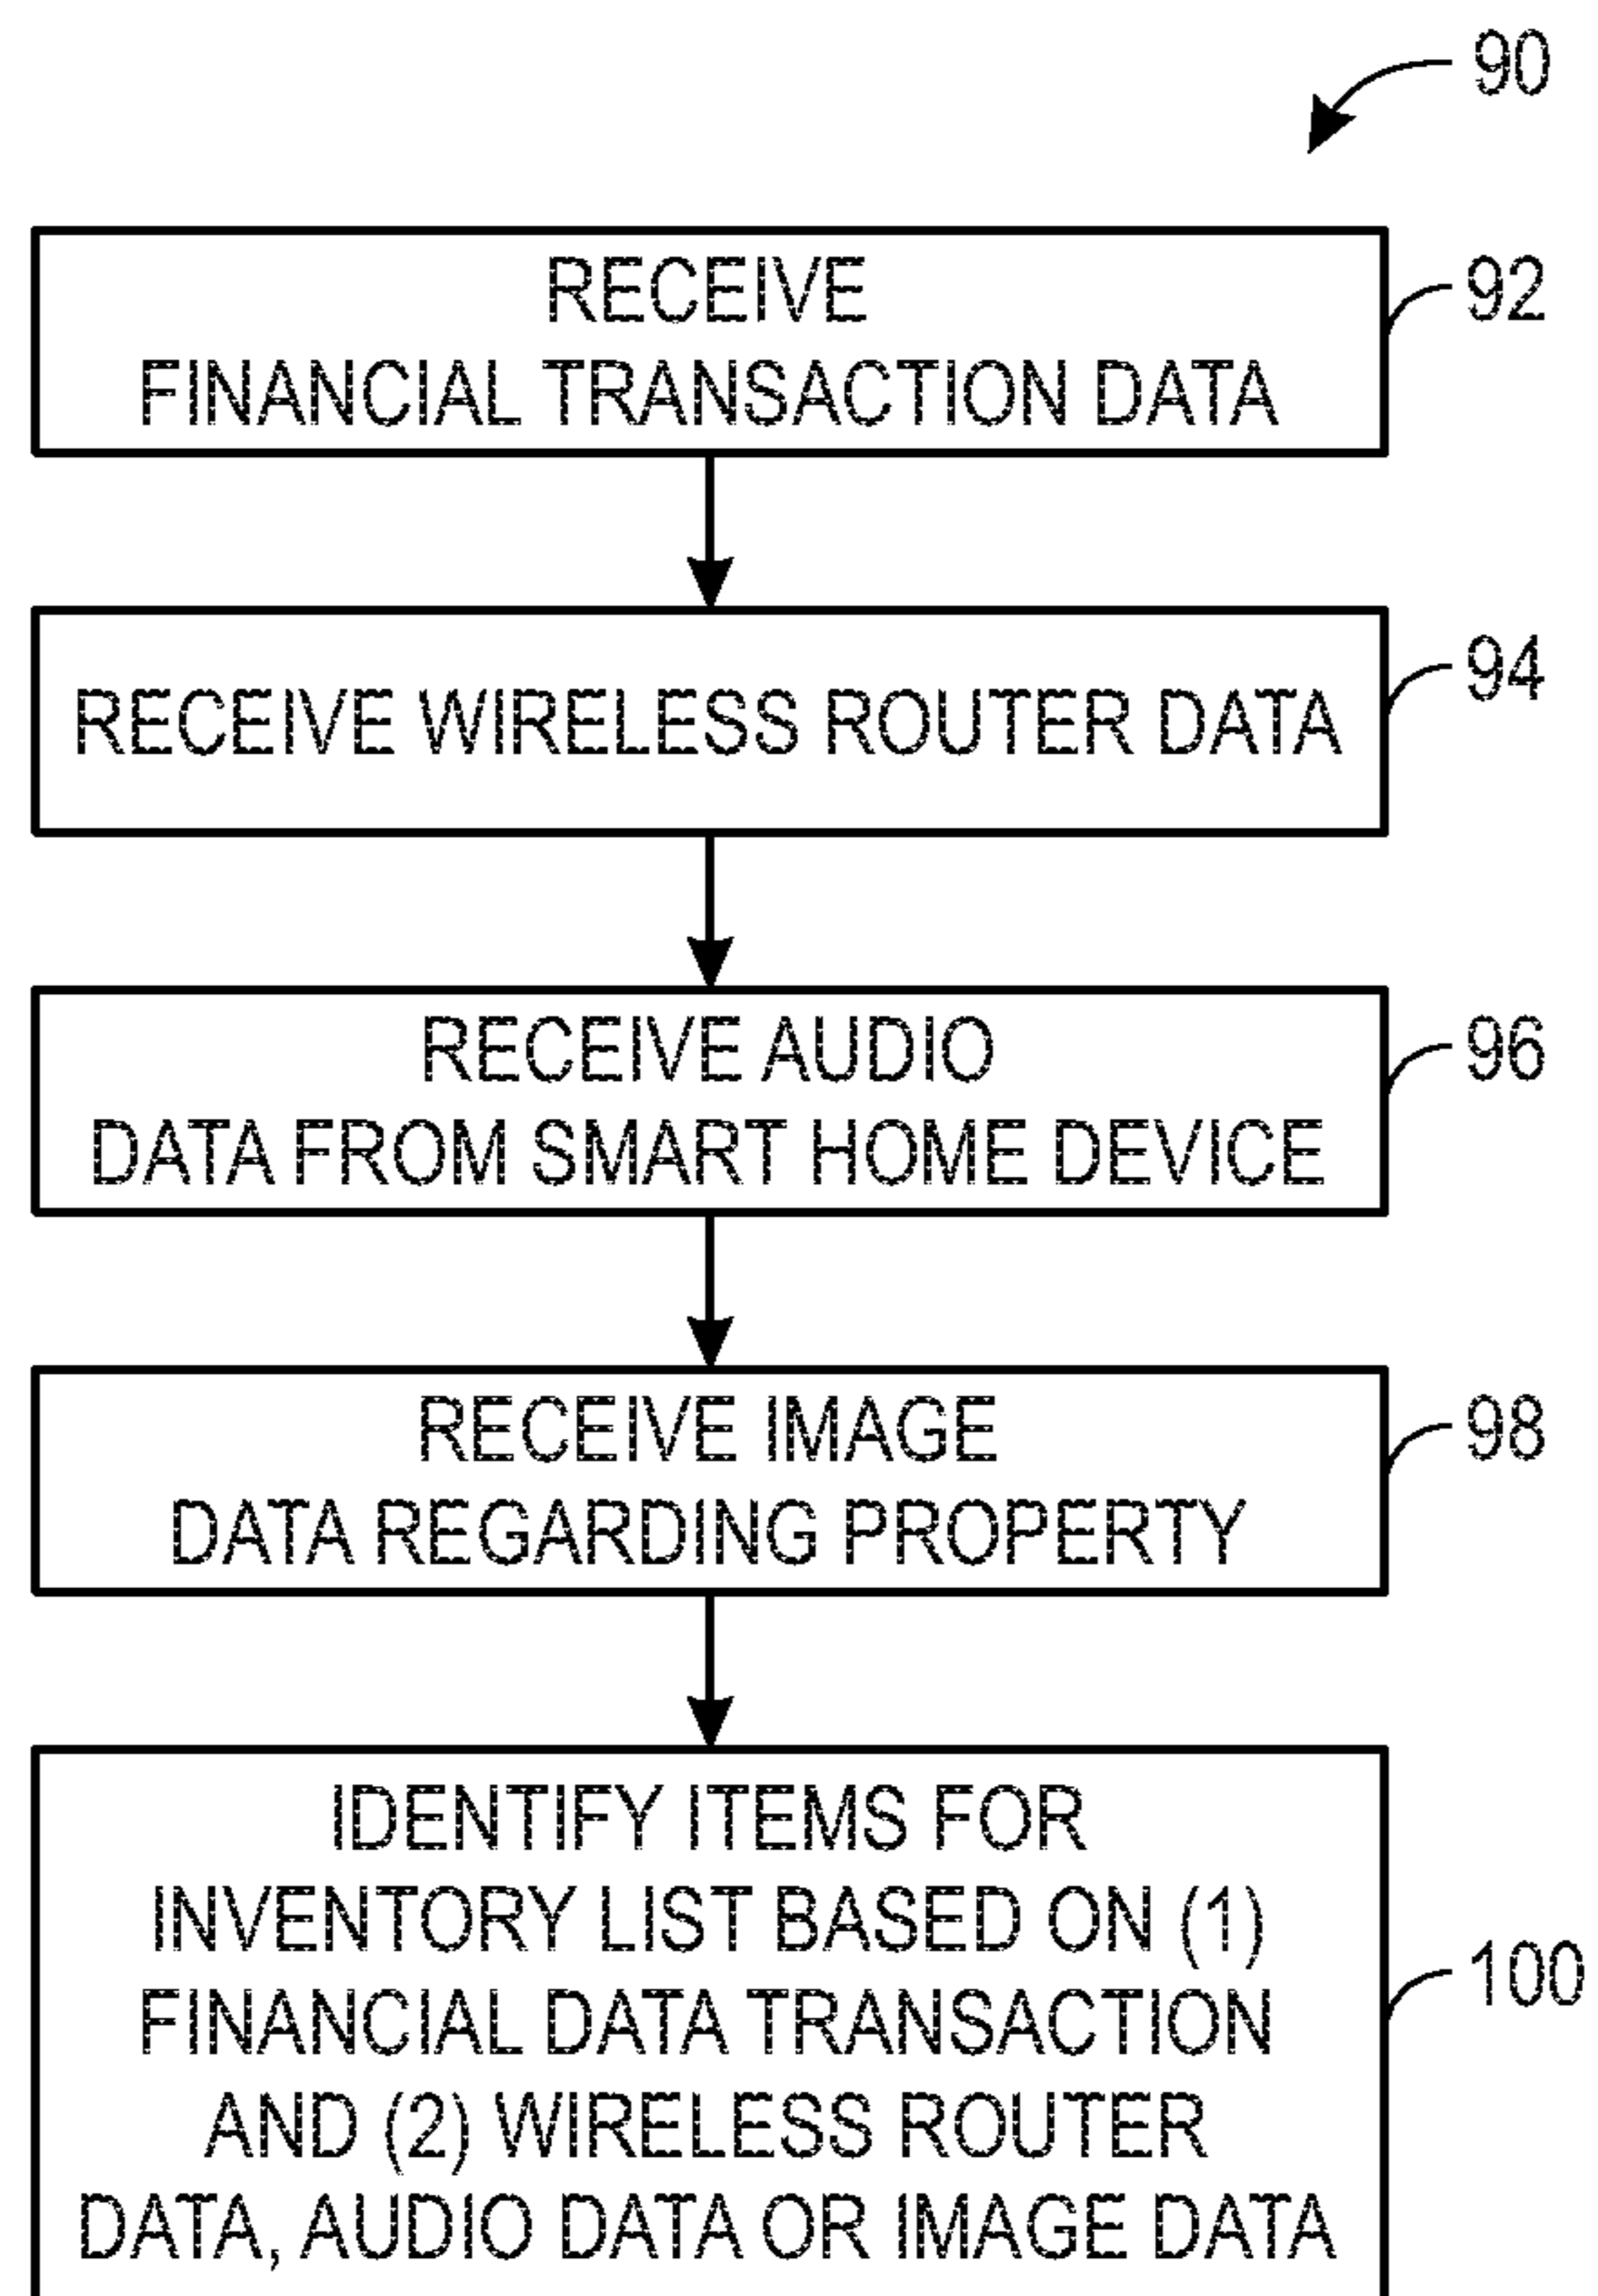 90
RECEIVE
FINANCIAL TRANSACTION DATA
92
RECEIVE WIRELESS ROUTER DATA
94
RECEIVE AUDIO
DATA FROM SMART HOME DEVICE
96
RECEIVE IMAGE
DATA REGARDING PROPERTY
98
IDENTIFY ITEMS FOR
INVENTORY LIST BASED ON (1)
FINANCIAL DATA TRANSACTION
AND (2) WIRELESS ROUTER
DATA, AUDIO DATA OR IMAGE DATA
100